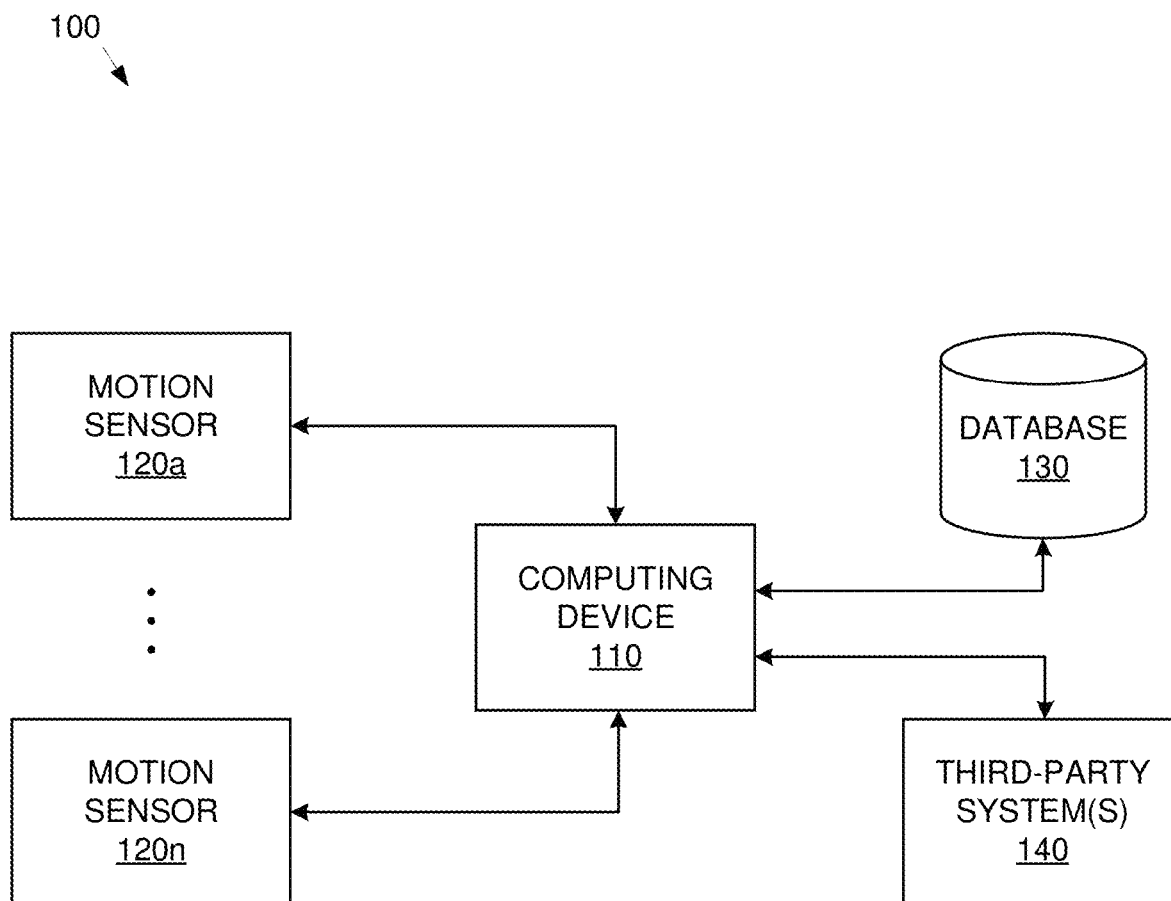 100
MOTION
SENSOR
120a
DATABASE
130
COMPUTING
DEVICE
110
MOTION
SENSOR
120n
THIRD-PARTY
SYSTEM(S)
140